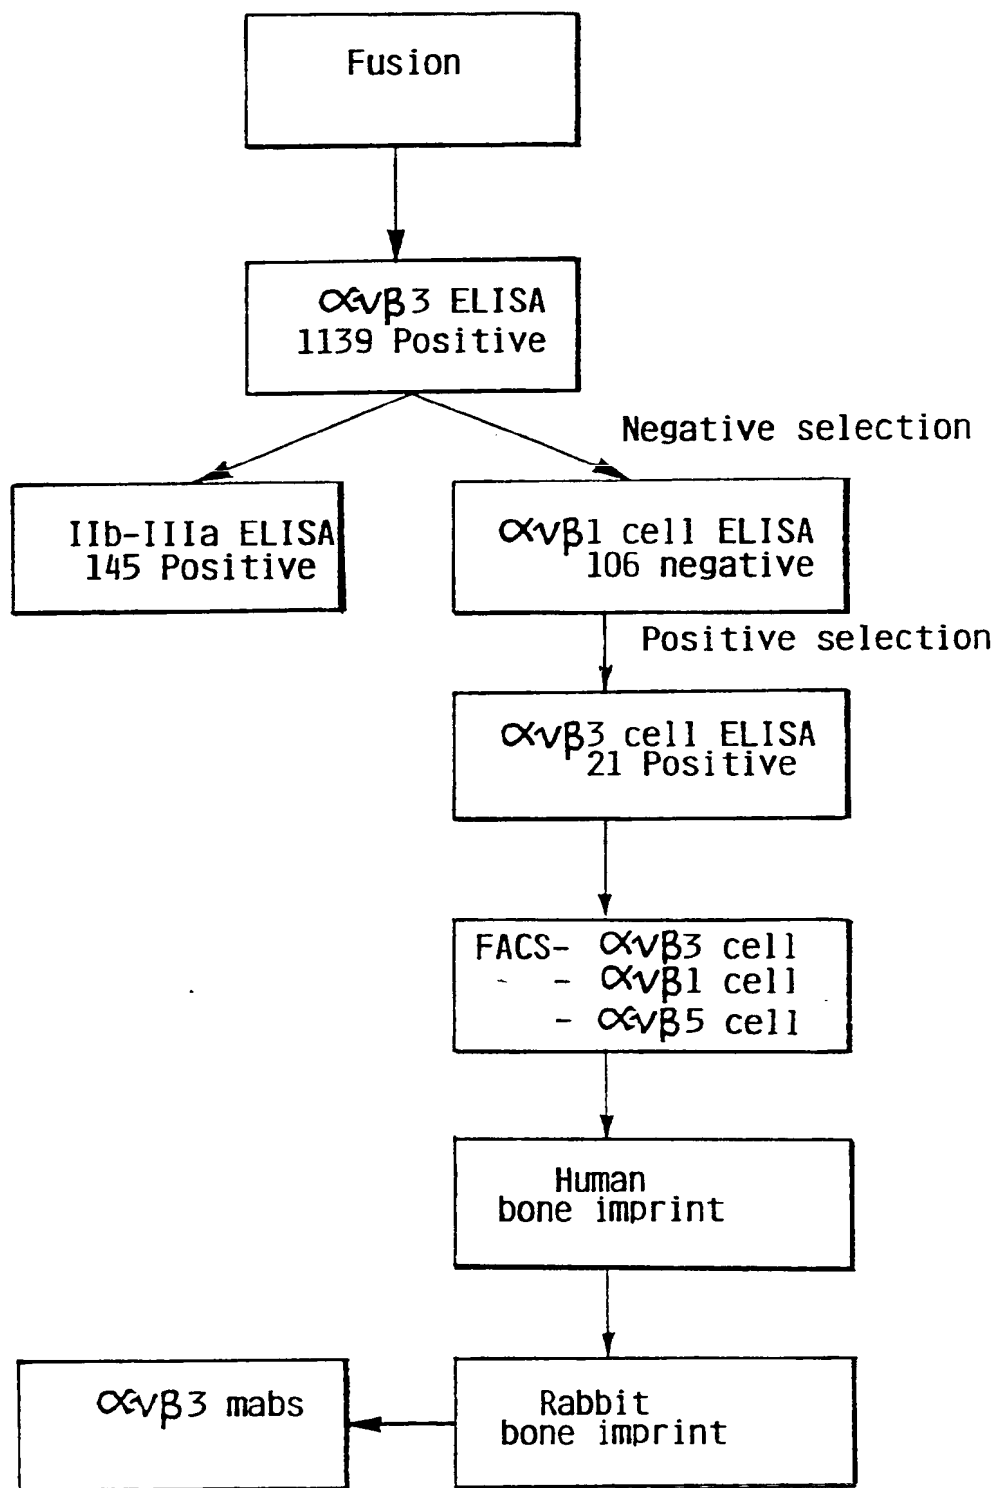 Fusion
αvβ3 ELISA
1139 Positive
Negative selection
IIb-IIIa ELISA
145 Positive
αvβ1 cell ELISA
106 negative
Positive selection
αvβ3 cell ELISA
21 Positive
FACS- αvβ3 cell
- αvβ1 cell
- αvβ5 cell
Human
bone imprint
Rabbit
bone imprint
αvβ3 mabs